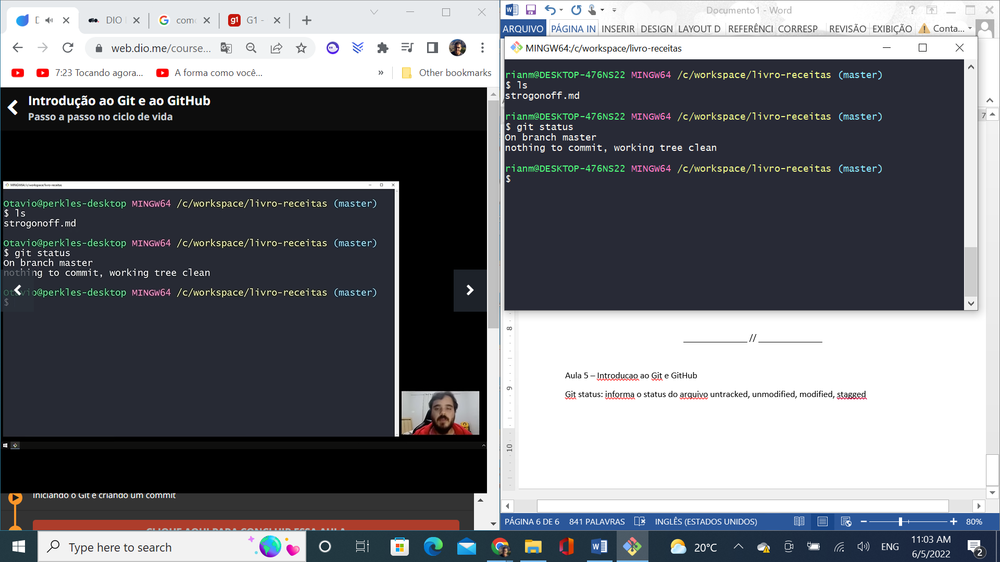 D
DIO
como
G1 -
web.dio.me/course...
7:23 Tocando agora...
A forma como você...
»
Other bookmarks
Introdução ao Git e ao GitHub
Passo a passo no ciclo de vida
MINGW64:/c/workspace/livro-receitas
Otavio@perkles-desktop MINGW64 /c/workspace/livro-receitas (master)
$ ls
strogonoff.md
Otavio@perkles-desktop MINGW64 /c/workspace/livro-receitas (master)
$ git status
On branch master
nothing to commit, working tree clean
Otavio@perkles-desktop MINGW64 /c/workspace/livro-receitas (master)
$
Iniciando o Git e criando um commit
CLIQUE AQUI PARA CONCLUIR ESSA AULA
Documento1 - Word
ARQUIVO PÁGINA IN INSERIR DESIGN LAYOUT D REFERÊNCI CORRESP REVISÃO EXIBIÇÃO Conta...
MINGW64:/c/workspace/livro-receitas
rianm@DESKTOP-476NS22 MINGW64 /c/workspace/livro-receitas (master)
$ ls
strogonoff.md
rianm@DESKTOP-476NS22 MINGW64 /c/workspace/livro-receitas (master)
$ git status
On branch master
nothing to commit, working tree clean
rianm@DESKTOP-476NS22 MINGW64 /c/workspace/livro-receitas (master)
$
7
8
9
10
______________ // ______________
Aula 5 – Introduçao ao Git e GitHub
Git status: informa o status do arquivo untracked, unmodified, modified, stagged
PÁGINA 6 DE 6 841 PALAVRAS INGLÊS (ESTADOS UNIDOS) 80%
Type here to search
20°C
ENG
11:03 AM
6/5/2022
2